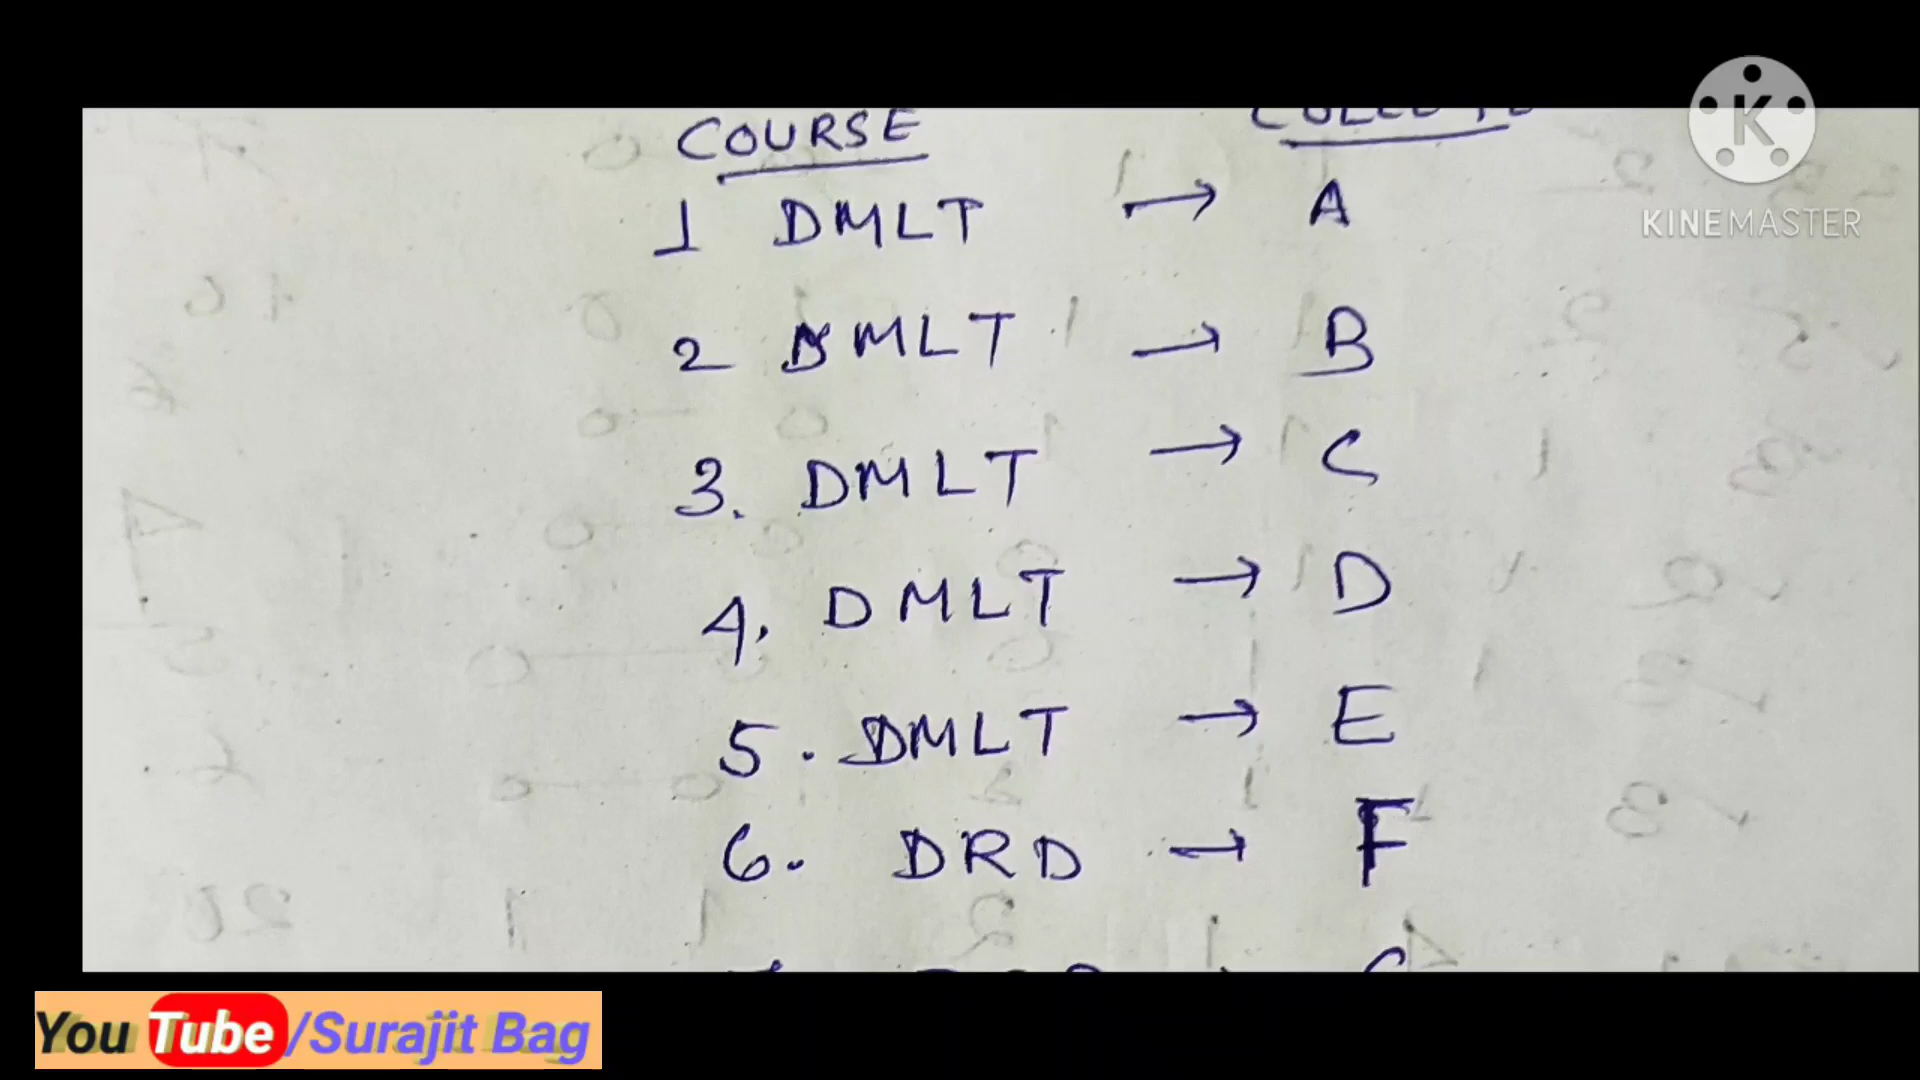 COURSE
1 DMLT → A
2 DMLT → B
3. DMLT → C
4. DMLT → D
5. DMLT → E
6. DRD → F
KINEMASTER
You Tube/Surajit Bag